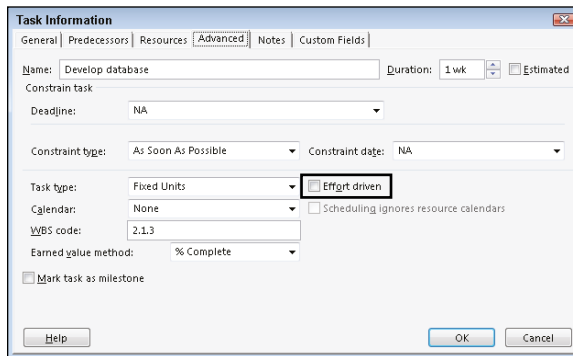 Task Information
General Predecessors Resources Advanced Notes Custom Fields
Name: Develop database Duration: 1 wk Estimated
Constrain task
Deadline: NA
Constraint type: As Soon As Possible Constraint date: NA
Task type: Fixed Units Effort driven
Calendar: None Scheduling ignores resource calendars
WBS code: 2.1.3
Earned value method: % Complete
Mark task as milestone
Help OK Cancel